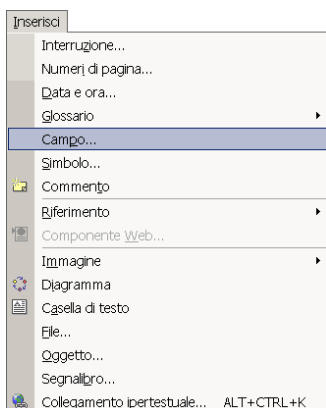 Inserisci
Interruzione...
Numeri di pagina...
Data e ora...
Glossario
Campo...
Simbolo...
Commento
Riferimento
Componente Web...
Immagine
Diagramma
Casella di testo
File...
Oggetto...
Segnalibro...
Collegamento ipertestuale... ALT+CTRL+K